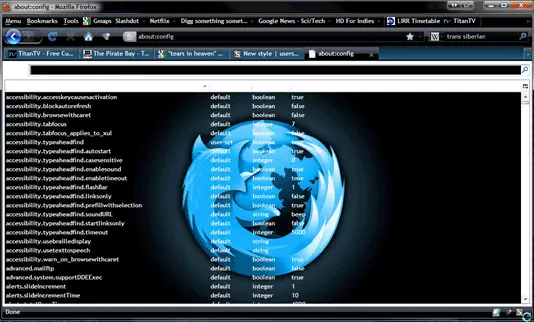 about:config - Mozilla Firefox
Menu Bookmarks Tools Gmaps Slashdot Netflix Digg something somet... Google News - Sci/Tech HD For Indies LIRR Timetable TitanTV
about:config trans siberian
TitanTV - Free Cu... The Pirate Bay - T... "tears in heaven" ... New style | users... about:config
accessibility.accesskeycausesactivation default boolean true
accessibility.blockautorefresh default boolean false
accessibility.browsewithcaret default boolean false
accessibility.tabfocus default integer 7
accessibility.tabfocus_applies_to_xul default boolean false
accessibility.typeaheadfind user set boolean true
accessibility.typeaheadfind.autostart default boolean true
accessibility.typeaheadfind.casesensitive default integer 0
accessibility.typeaheadfind.enablesound default boolean true
accessibility.typeaheadfind.enabletimeout default boolean true
accessibility.typeaheadfind.flashBar default integer 1
accessibility.typeaheadfind.linksonly default boolean false
accessibility.typeaheadfind.prefillwithselection default boolean true
accessibility.typeaheadfind.soundURL default string beep
accessibility.typeaheadfind.startlinksonly default boolean false
accessibility.typeaheadfind.timeout default integer 5000
accessibility.usebrailledisplay default string
accessibility.usetexttospeech default string
accessibility.warn_on_browsewithcaret default boolean true
advanced.mailftp default boolean false
advanced.system.supportDDEExec default boolean true
alerts.slideIncrement default integer 1
alerts.slideIncrementTime default integer 10
Done